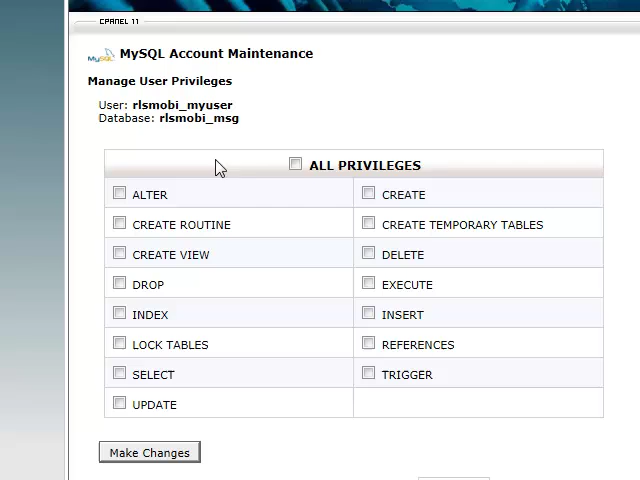 CPANEL 11
MySQL MySQL Account Maintenance
Manage User Privileges
User: rlsmobi_myuser
Database: rlsmobi_msg
ALL PRIVILEGES
ALTER CREATE
CREATE ROUTINE CREATE TEMPORARY TABLES
CREATE VIEW DELETE
DROP EXECUTE
INDEX INSERT
LOCK TABLES REFERENCES
SELECT TRIGGER
UPDATE
Make Changes